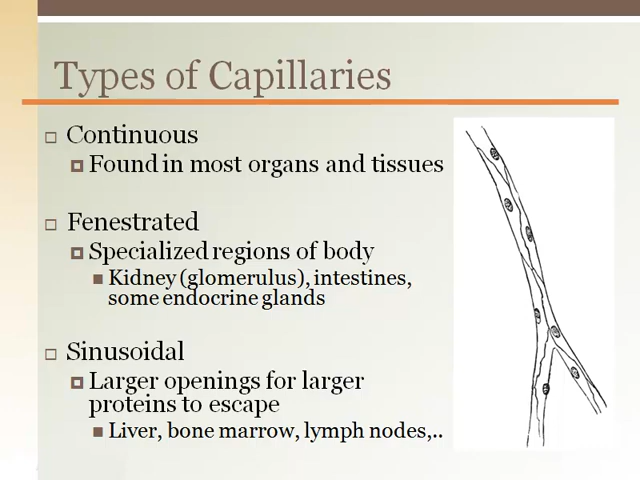 Types of Capillaries
Continuous
Found in most organs and tissues
Fenestrated
Specialized regions of body
Kidney (glomerulus), intestines,
some endocrine glands
Sinusoidal
Larger openings for larger
proteins to escape
Liver, bone marrow, lymph nodes,..